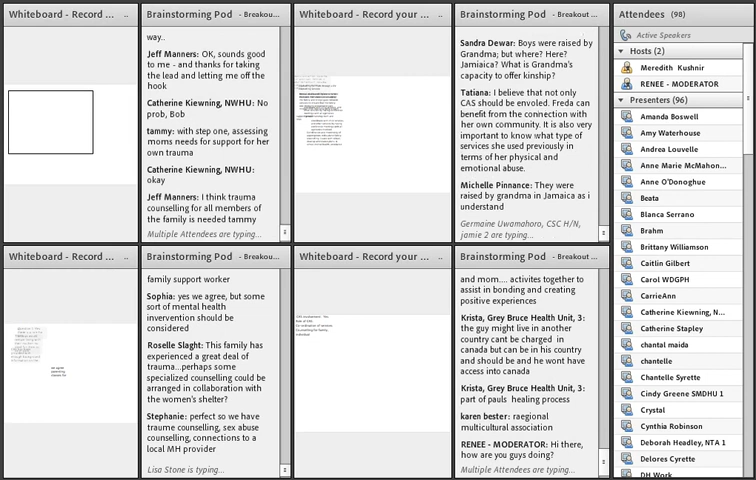 Whiteboard - Record ...
Brainstorming Pod - Breakou...
way..
Jeff Manners: OK, sounds good
to me - and thanks for taking
the lead and letting me off the
hook
Catherine Kiewning, NWHU: No
prob, Bob
tammy: with step one, assessing
moms needs for support for her
own trauma
Catherine Kiewning, NWHU:
okay
Jeff Manners: I think trauma
counselling for all members of
the family is needed tammy
Multiple Attendees are typing...
Whiteboard - Record your ...
Brainstorming Pod - Breakout ...
Sandra Dewar: Boys were raised by
Grandma; but where? Here?
Jamiaica? What is Grandma's
capacity to offer kinship?
Tatiana: I believe that not only
CAS should be envoled. Freda can
benefit from the connection with
her own community. It is also very
important to know what type of
services she used previously in
terms of her physical and
emotional abuse.
Michelle Pinnance: They were
raised by grandma in Jamaica as i
understand
Germaine Uwamahoro, CSC H/N,
jamie 2 are typing...
Attendees (98)
Active Speakers
Hosts (2)
Meredith Kushnir
RENEE - MODERATOR
Presenters (96)
Amanda Boswell
Amy Waterhouse
Andrea Louvelle
Anne Marie McMahon...
Anne O'Donoghue
Beata
Blanca Serrano
Brahm
Brittany Williamson
Caitlin Gilbert
Carol WDGPH
CarrieAnn
Catherine Kiewning, N...
Catherine Stapley
chantal maida
chantelle
Chantelle Syrette
Cindy Greene SMDHU 1
Crystal
Cynthia Robinson
Deborah Headley, NTA 1
Delores Cyrette
DH Work
Whiteboard - Record ...
Brainstorming Pod - Breakou...
family support worker
Sophia: yes we agree, but some
sort of mental health
intervention should be
considered
Roselle Slaght: This family has
experienced a great deal of
trauma...perhaps some
specialized counselling could be
arranged in collaboration with
the women's shelter?
Stephanie: perfect so we have
traume counselling, sex abuse
counselling, connections to a
local MH provider
Lisa Stone is typing...
Whiteboard - Record your ...
Brainstorming Pod - Breakout ...
and mom.... activites together to
assist in bonding and creating
positive experiences
Krista, Grey Bruce Health Unit, 3:
the guy might live in another
country cant be charged in
canada but can be in his country
and should be and he wont have
access into canada
Krista, Grey Bruce Health Unit, 3:
part of pauls healing process
karen bester: raegional
multicultural association
RENEE - MODERATOR: Hi there,
how are you guys doing?
Multiple Attendees are typing...